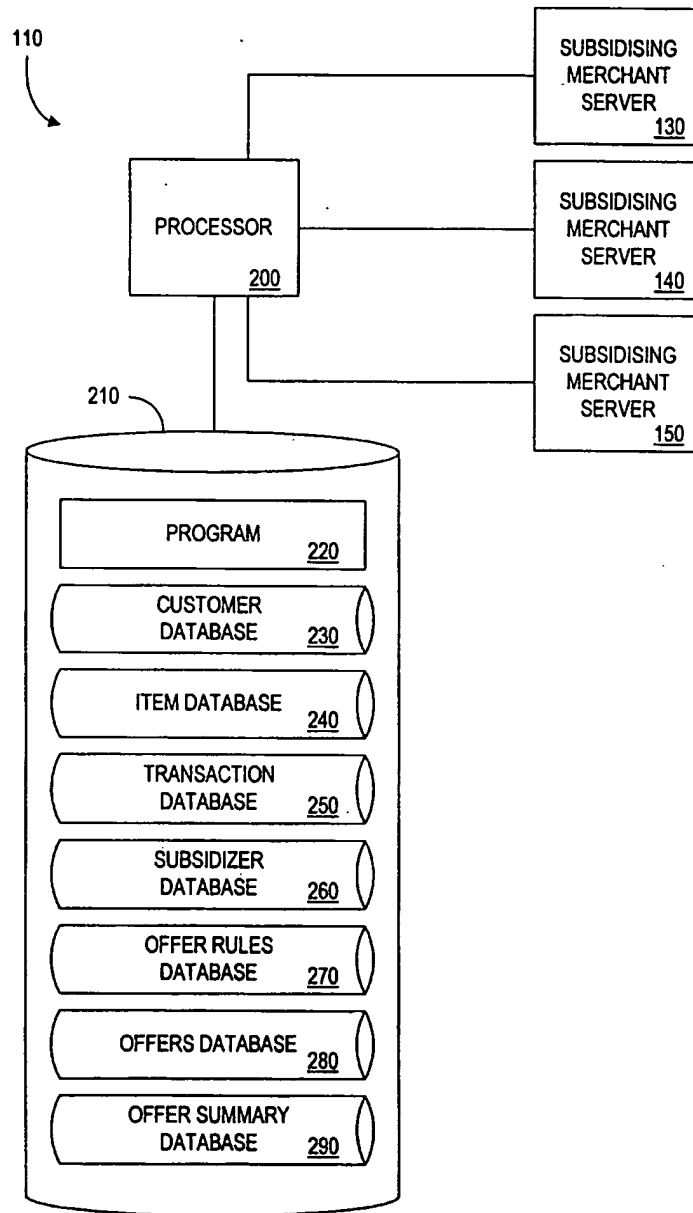 110
SUBSIDISING
MERCHANT
SERVER
130
PROCESSOR
200
SUBSIDISING
MERCHANT
SERVER
140
SUBSIDISING
MERCHANT
SERVER
150
210
PROGRAM
220
CUSTOMER
DATABASE
230
ITEM DATABASE
240
TRANSACTION
DATABASE
250
SUBSIDIZER
DATABASE
260
OFFER RULES
DATABASE
270
OFFERS DATABASE
280
OFFER SUMMARY
DATABASE
290